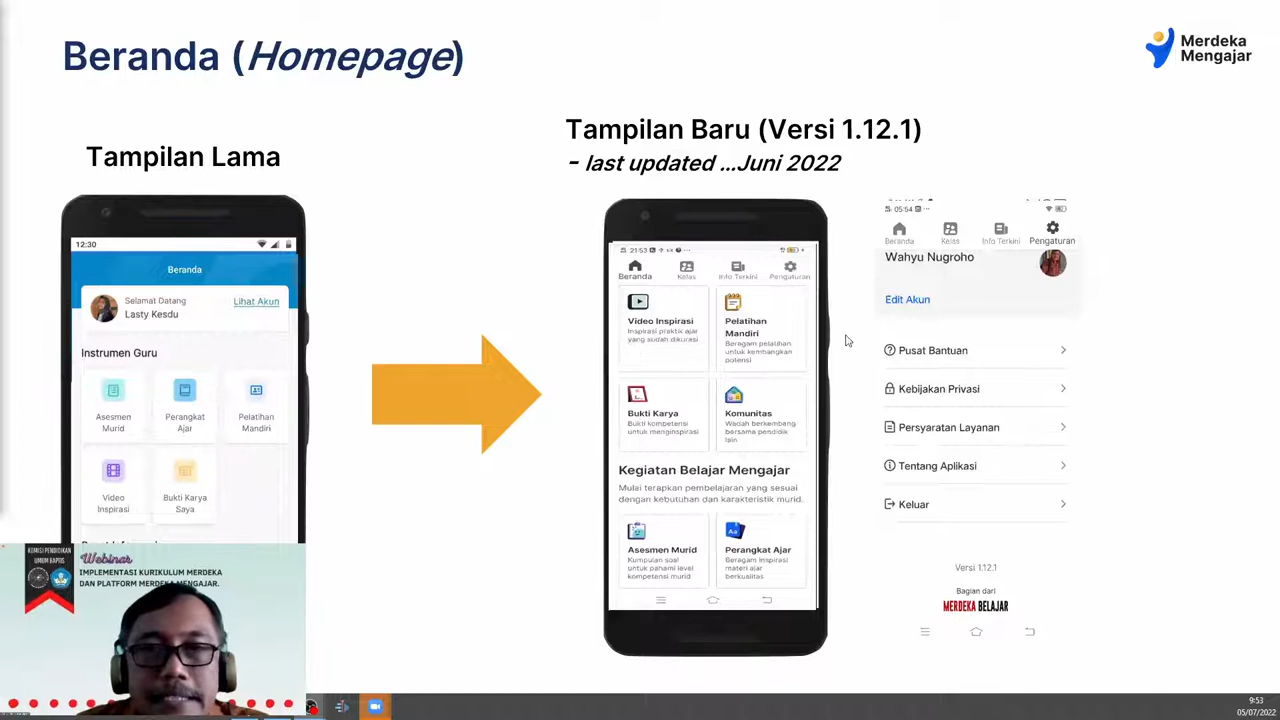 Beranda (Homepage)
Merdeka
Mengajar
Tampilan Lama
Tampilan Baru (Versi 1.12.1)
- last updated ...Juni 2022
12:30
Beranda
Selamat Datang
Lihat Akun
Lasty Kesdu
Instrumen Guru
Asesmen
Murid
Perangkat
Ajar
Pelatihan
Mandiri
Video
Inspirasi
Bukti Karya
Saya
21:53
Beranda
Kelas
Info Terkini
Pengaturan
Video Inspirasi
Inspirasi praktik ajar
yang sudah dikurasi
Pelatihan
Mandiri
Beragam pelatihan
untuk kembangkan
potensi
Bukti Karya
Bukti kompetensi
untuk menginspirasi
Komunitas
Wadah berkembang
bersama pendidik
lain
Kegiatan Belajar Mengajar
Mulai terapkan pembelajaran yang sesuai
dengan kebutuhan dan karakteristik murid.
Asesmen Murid
Kumpulan soal
untuk pahami level
kompetensi murid
Perangkat Ajar
Beragam inspirasi
materi ajar
berkualitas
05:54
Beranda
Kelas
Info Terkini
Pengaturan
Wahyu Nugroho
Edit Akun
Pusat Bantuan
Kebijakan Privasi
Persyaratan Layanan
Tentang Aplikasi
Keluar
Versi 1.12.1
Bagian dari
MERDEKA BELAJAR
KOMISI PENDIDIKAN
UMUM KAPUS
Webinar
IMPLEMENTASI KURIKULUM MERDEKA
DAN PLATFORM MERDEKA MENGAJAR.
9:53
05/07/2022